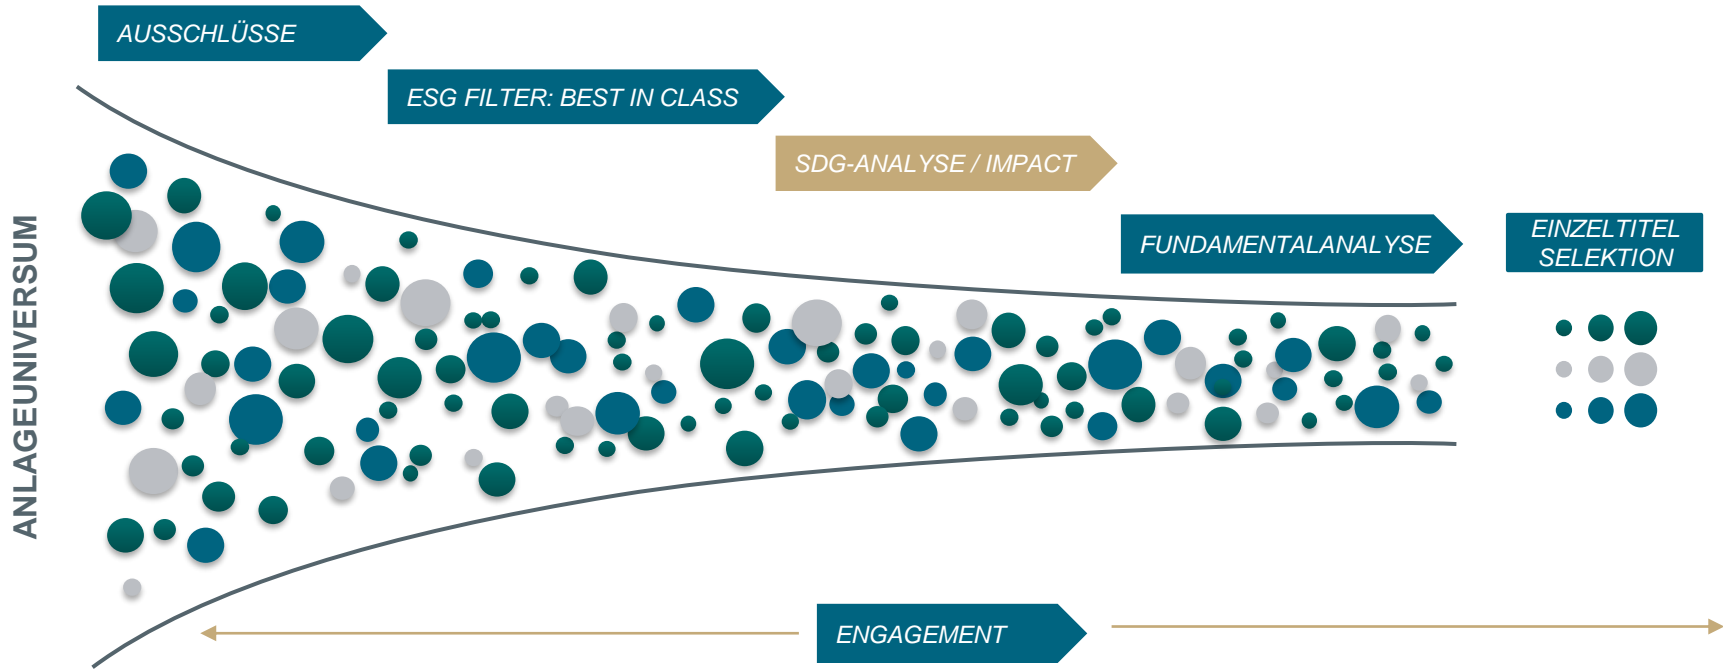 AUSSCHLÜSSE
ESG FILTER: BEST IN CLASS
SDG-ANALYSE / IMPACT
FUNDAMENTALANALYSE
EINZELTITEL
SELEKTION
ANLAGEUNIVERSUM
ENGAGEMENT